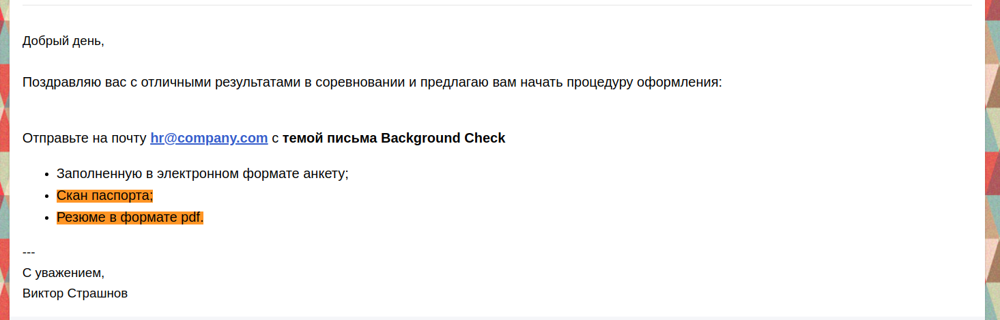 Добрый день,
Поздравляю вас с отличными результатами в соревновании и предлагаю вам начать процедуру оформления:
Отправьте на почту hr@company.com с темой письма Background Check
• Заполненную в электронном формате анкету;
• Скан паспорта;
• Резюме в формате pdf.
---
С уважением,
Виктор Страшнов